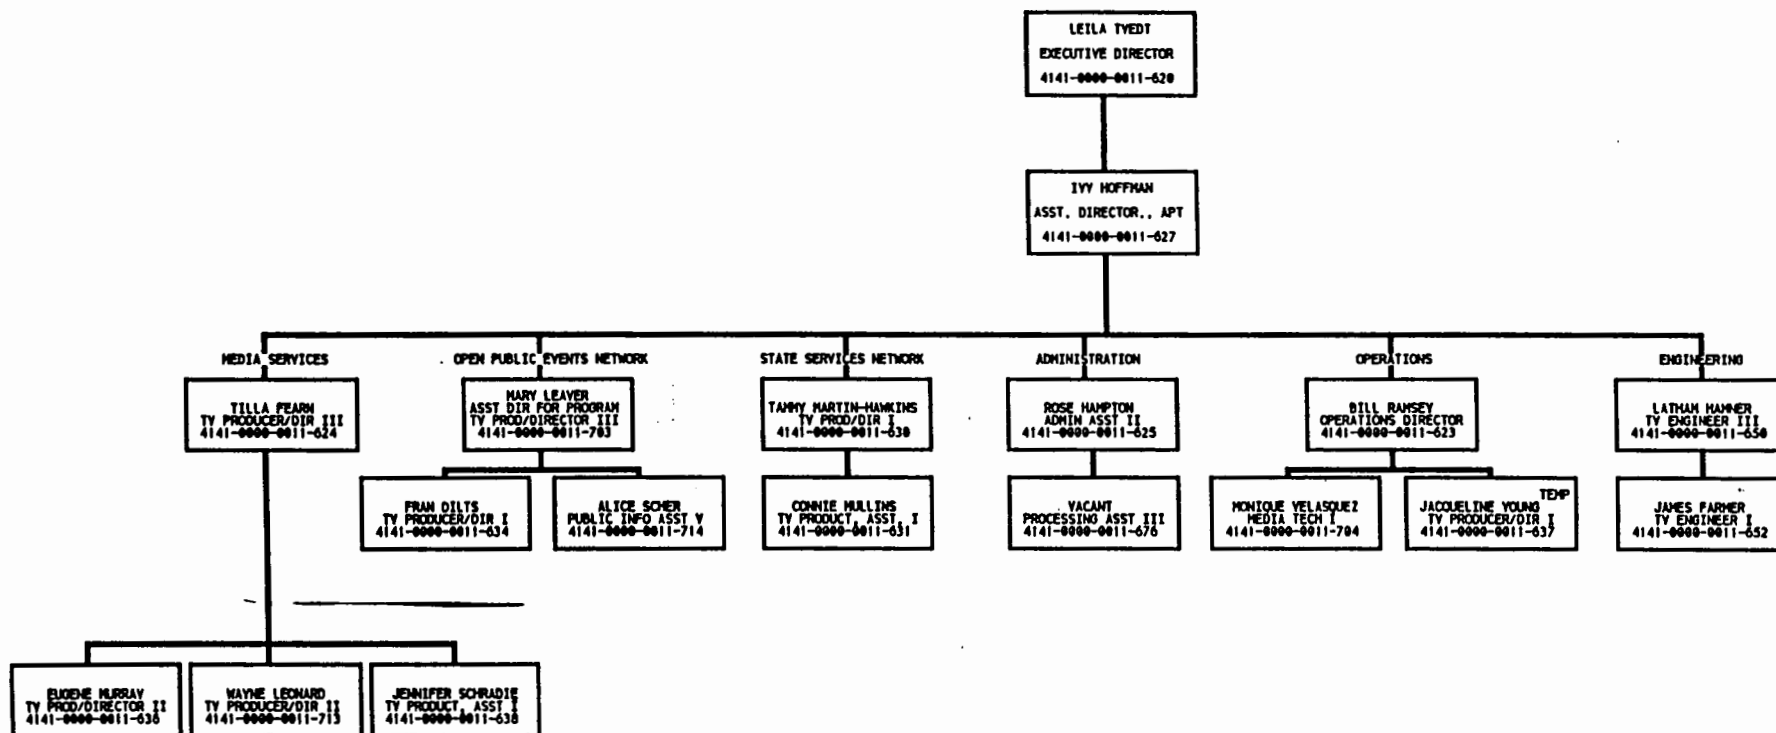 LEILA TVEDT
EXECUTIVE DIRECTOR
4141-0000-0011-620
IVY HOFFMAN
ASST. DIRECTOR., APT
4141-0000-0011-627
MEDIA SERVICES
OPEN PUBLIC EVENTS NETWORK
STATE SERVICES NETWORK
ADMINISTRATION
OPERATIONS
ENGINEERING
TILLA FEARN
TV PRODUCER/DIR III
4141-0000-0011-624
MARY LEAVER
ASST DIR FOR PROGRAM
TV PROD/DIRECTOR III
4141-0000-0011-703
TAMMY MARTIN-HAWKINS
TV PROD/DIR I
4141-0000-0011-630
ROSE HAMPTON
ADMIN ASST II
4141-0000-0011-625
BILL RAMSEY
OPERATIONS DIRECTOR
4141-0000-0011-623
LATHAM HAMNER
TV ENGINEER III
4141-0000-0011-650
FRAN DILTS
TV PRODUCER/DIR I
4141-0000-0011-634
ALICE SCHER
PUBLIC INFO ASST V
4141-0000-0011-714
CONNIE MULLINS
TV PRODUCT. ASST. I
4141-0000-0011-631
VACANT
PROCESSING ASST III
4141-0000-0011-676
MONIQUE VELASQUEZ
MEDIA TECH I
4141-0000-0011-704
TEMP
JACQUELINE YOUNG
TV PRODUCER/DIR I
4141-0000-0011-637
JAMES FARMER
TV ENGINEER I
4141-0000-0011-652
EUGENE MURRAY
TV PROD/DIRECTOR II
4141-0000-0011-636
WAYNE LEONARD
TV PRODUCER/DIR II
4141-0000-0011-713
JENNIFER SCHRADIE
TV PRODUCT. ASST I
4141-0000-0011-638